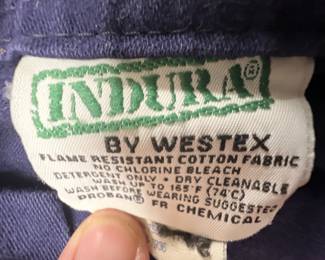 INDURA®
BY WESTEX
FLAME RESISTANT COTTON FABRIC
NO CHLORINE BLEACH
DETERGENT ONLY • DRY CLEANABLE
WASH UP TO 165°F (74°C)
WASH BEFORE WEARING SUGGESTED
PROBAN® FR CHEMICAL